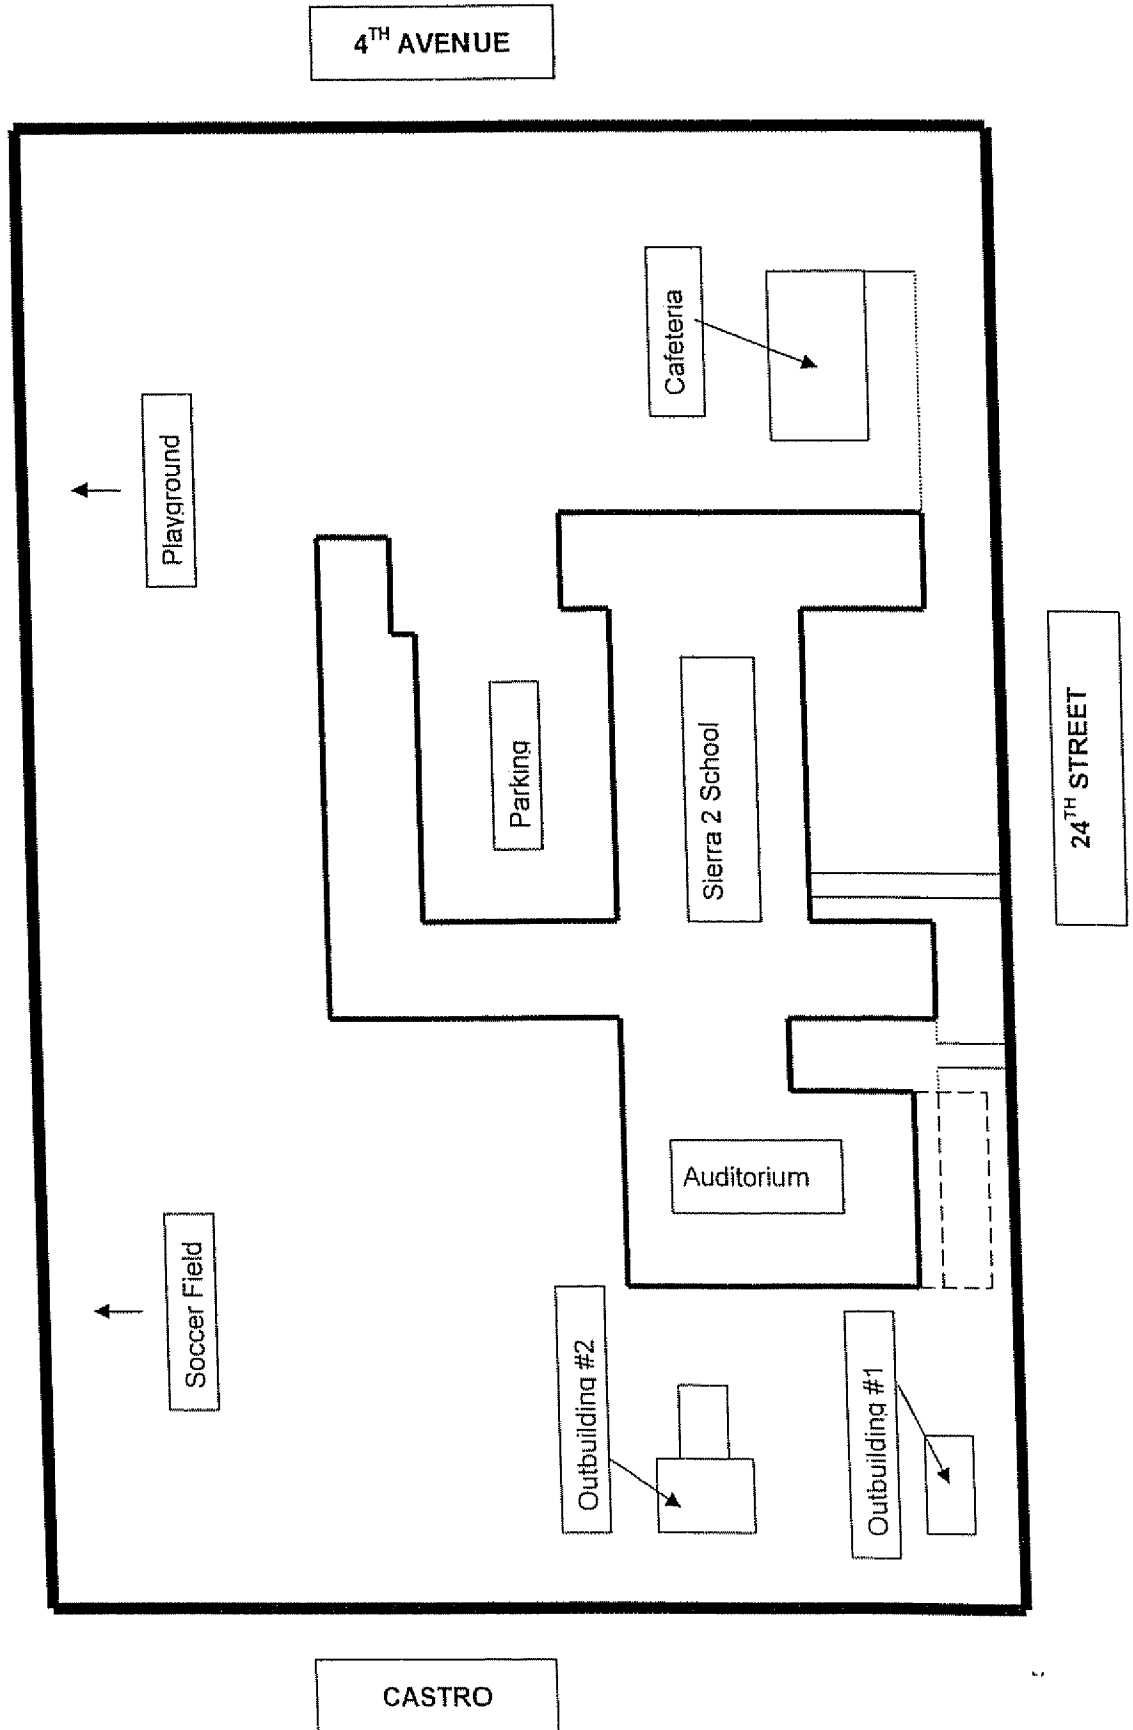 4TH AVENUE
Cafeteria
Playground
Parking
Sierra 2 School
24TH STREET
Auditorium
Soccer Field
Outbuilding #2
Outbuilding #1
CASTRO